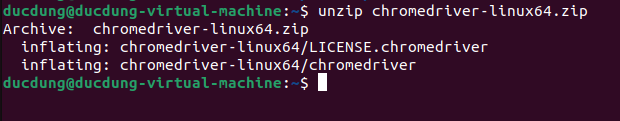 ducdung@ducdung-virtual-machine:~$ unzip chromedriver-linux64.zip
Archive:  chromedriver-linux64.zip
  inflating: chromedriver-linux64/LICENSE.chromedriver
  inflating: chromedriver-linux64/chromedriver
ducdung@ducdung-virtual-machine:~$